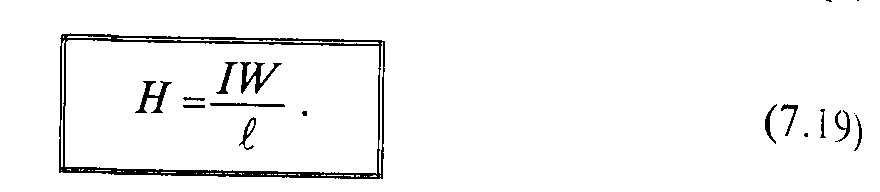 H = IW / ℓ . (7.19)